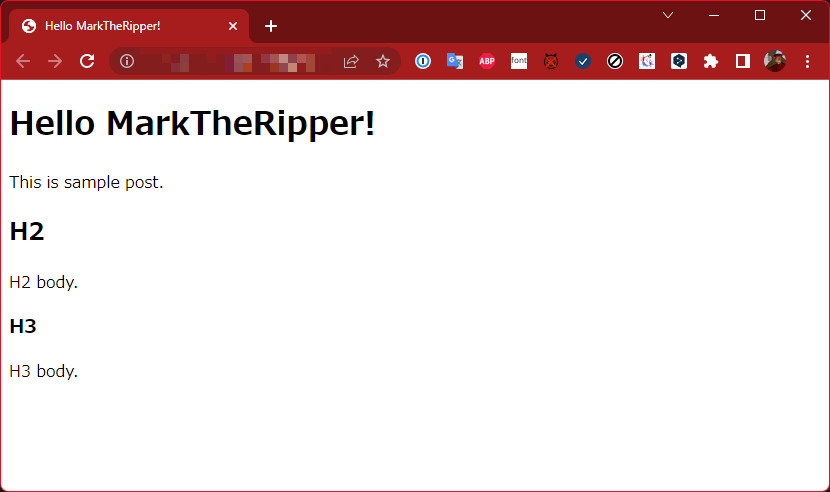 Hello MarkTheRipper!
ABP
font
Hello MarkTheRipper!
This is sample post.
H2
H2 body.
H3
H3 body.